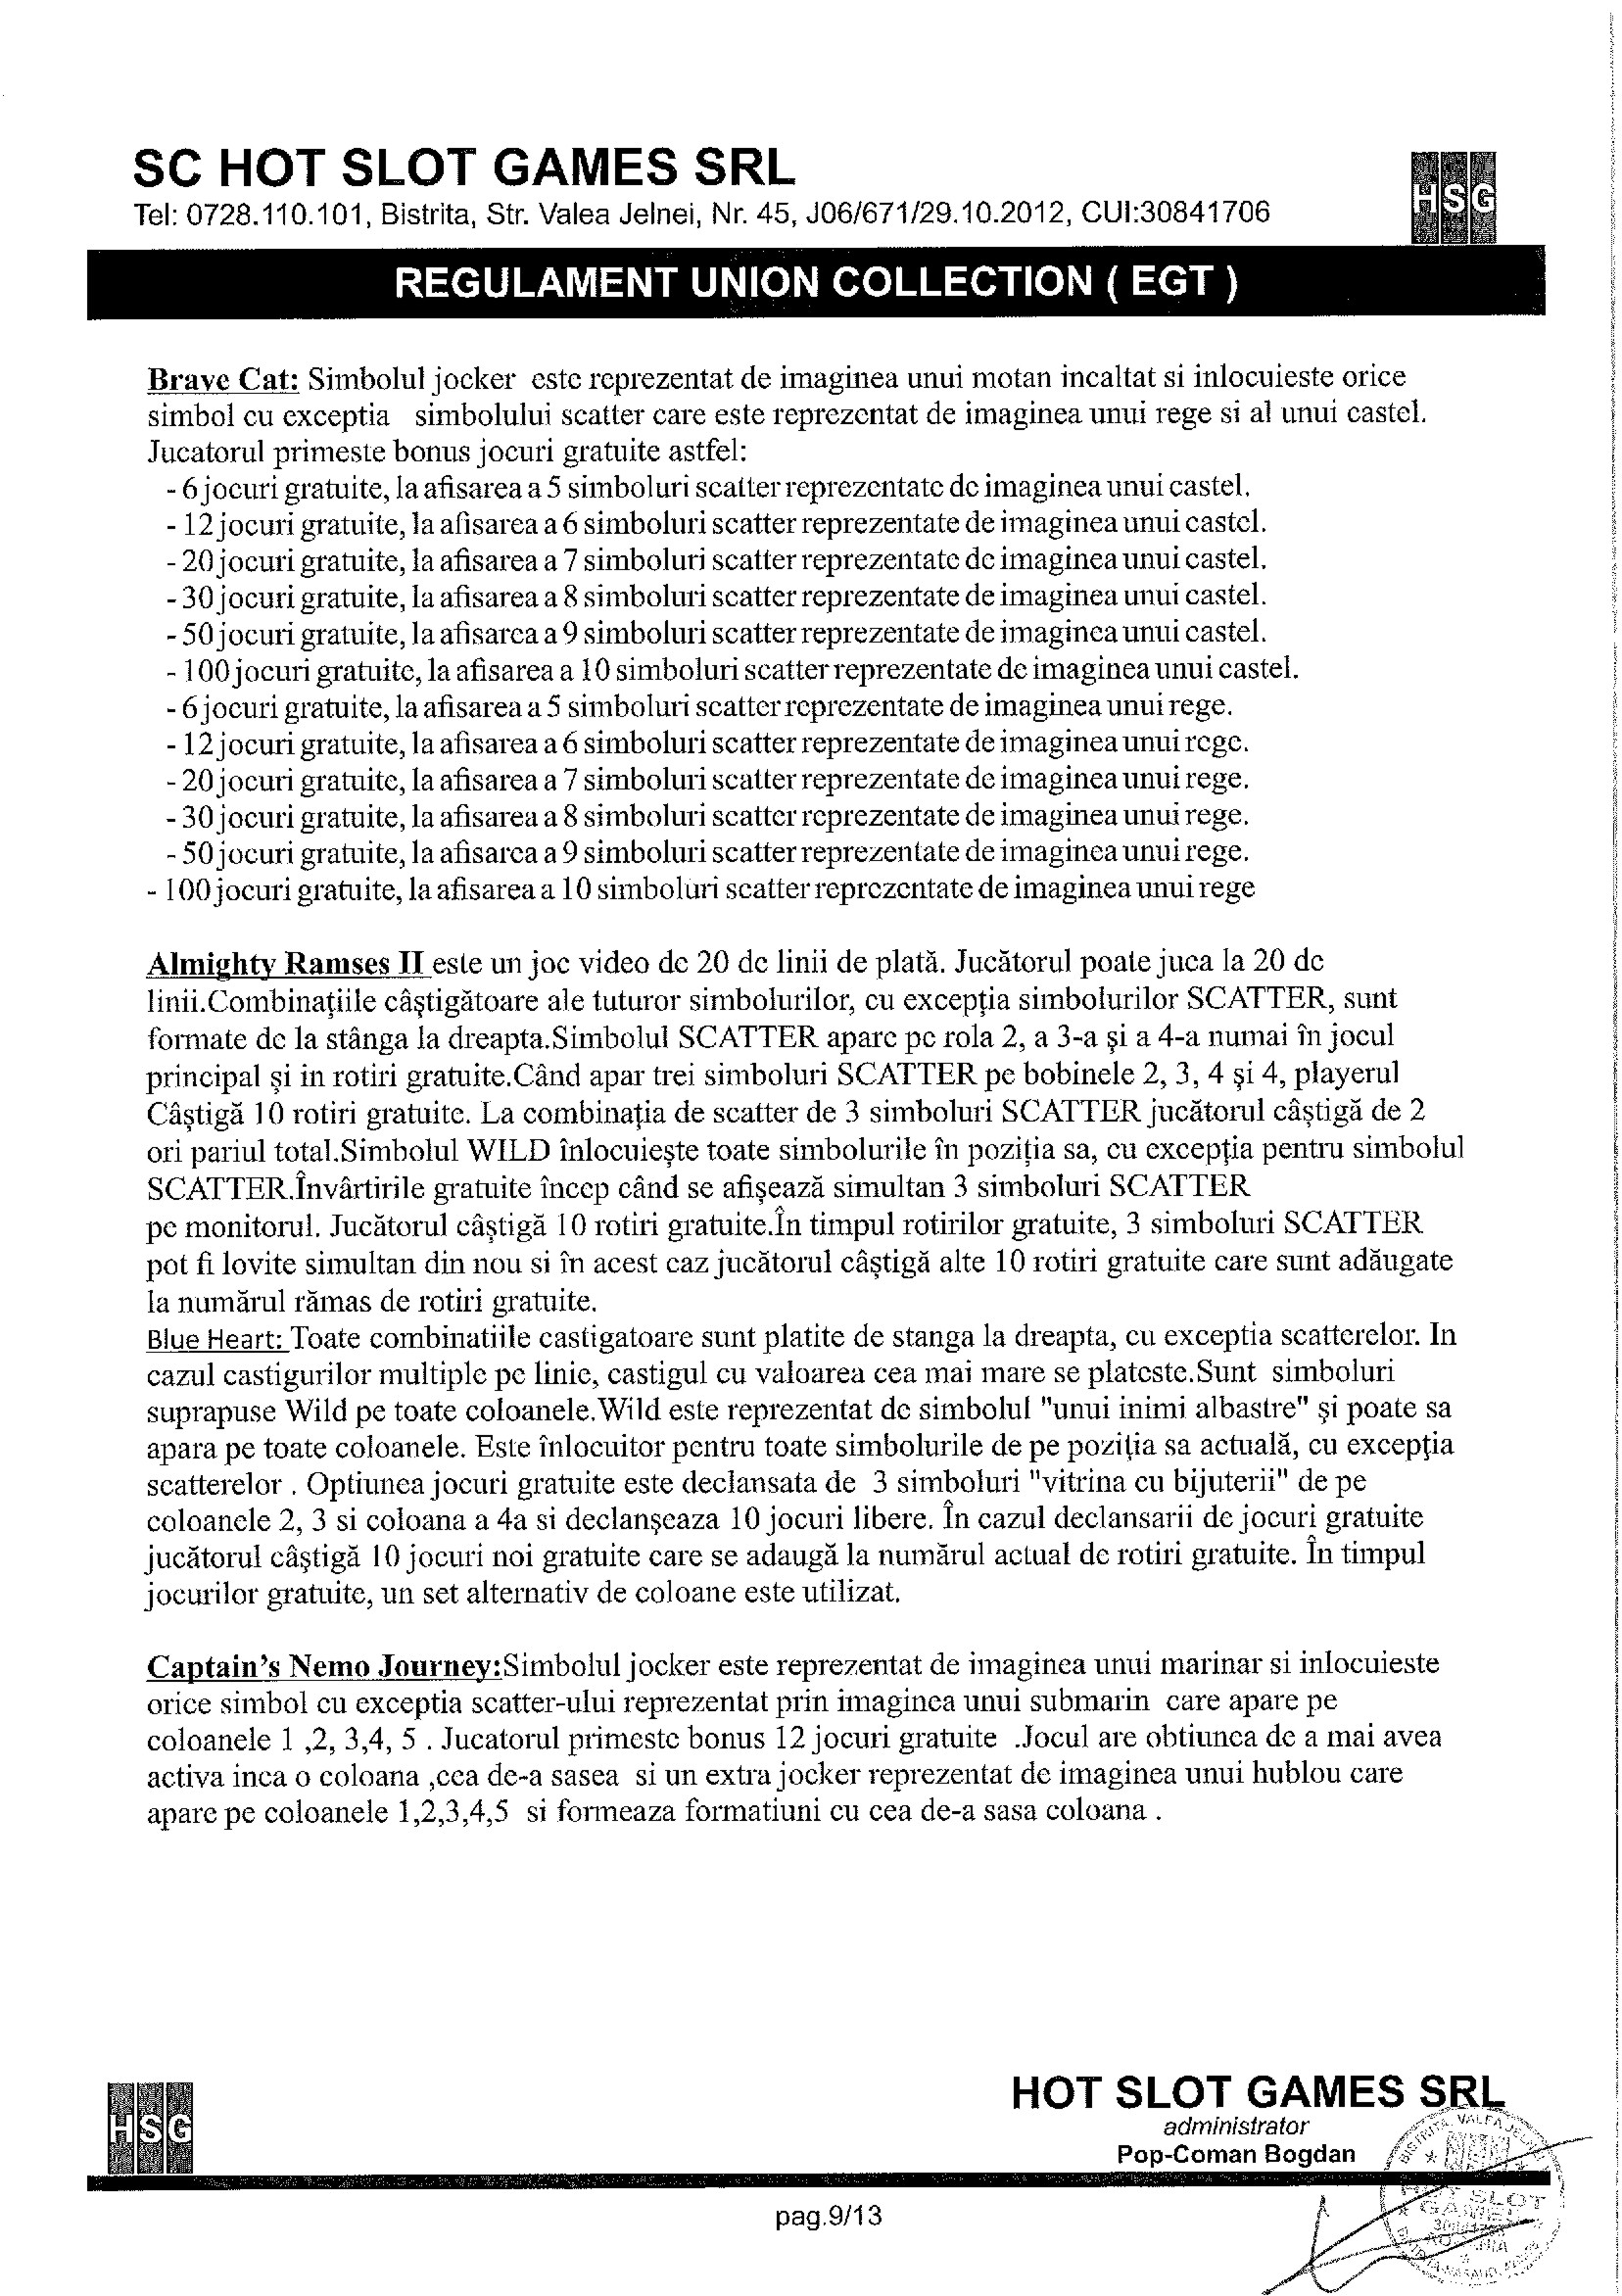 SC HOT SLOT GAMES SRL
Tel: 0728.110.101, Bistrita, Str. Valea Jelnei, Nr. 45, J06/671/29.10.2012, CUI:30841706
HSG
REGULAMENT UNION COLLECTION ( EGT )
Brave Cat: Simbolul jocker este reprezentat de imaginea unui motan incaltat si inlocuieste orice
simbol cu exceptia simbolului scatter care este reprezentat de imaginea unui rege si al unui castel.
Jucatorul primeste bonus jocuri gratuite astfel:
- 6 jocuri gratuite, la afisarea a 5 simboluri scatter reprezentate de imaginea unui castel.
- 12 jocuri gratuite, la afisarea a 6 simboluri scatter reprezentate de imaginea unui castel.
- 20 jocuri gratuite, la afisarea a 7 simboluri scatter reprezentate de imaginea unui castel.
- 30 jocuri gratuite, la afisarea a 8 simboluri scatter reprezentate de imaginea unui castel.
- 50 jocuri gratuite, la afisarea a 9 simboluri scatter reprezentate de imaginea unui castel.
- 100 jocuri gratuite, la afisarea a 10 simboluri scatter reprezentate de imaginea unui castel.
- 6 jocuri gratuite, la afisarea a 5 simboluri scatter reprezentate de imaginea unui rege.
- 12 jocuri gratuite, la afisarea a 6 simboluri scatter reprezentate de imaginea unui rege.
- 20 jocuri gratuite, la afisarea a 7 simboluri scatter reprezentate de imaginea unui rege.
- 30 jocuri gratuite, la afisarea a 8 simboluri scatter reprezentate de imaginea unui rege.
- 50 jocuri gratuite, la afisarea a 9 simboluri scatter reprezentate de imaginea unui rege.
- 100 jocuri gratuite, la afisarea a 10 simboluri scatter reprezentate de imaginea unui rege
Almighty Ramses II este un joc video de 20 de linii de plată. Jucătorul poate juca la 20 de
linii.Combinațiile câștigătoare ale tuturor simbolurilor, cu excepția simbolurilor SCATTER, sunt
formate de la stânga la dreapta.Simbolul SCATTER apare pe rola 2, a 3-a și a 4-a numai în jocul
principal și in rotiri gratuite.Când apar trei simboluri SCATTER pe bobinele 2, 3, 4 și 4, playerul
Câștigă 10 rotiri gratuite. La combinația de scatter de 3 simboluri SCATTER jucătorul câștigă de 2
ori pariul total.Simbolul WILD înlocuiește toate simbolurile în poziția sa, cu excepția pentru simbolul
SCATTER.Învârtirile gratuite încep când se afișează simultan 3 simboluri SCATTER
pe monitorul. Jucătorul câștigă 10 rotiri gratuite.În timpul rotirilor gratuite, 3 simboluri SCATTER
pot fi lovite simultan din nou si în acest caz jucătorul câștigă alte 10 rotiri gratuite care sunt adăugate
la numărul rămas de rotiri gratuite.
Blue Heart: Toate combinatiile castigatoare sunt platite de stanga la dreapta, cu exceptia scatterelor. In
cazul castigurilor multiple pe linie, castigul cu valoarea cea mai mare se plateste.Sunt simboluri
suprapuse Wild pe toate coloanele.Wild este reprezentat de simbolul "unui inimi albastre" și poate sa
apara pe toate coloanele. Este înlocuitor pentru toate simbolurile de pe poziția sa actuală, cu excepția
scatterelor . Optiunea jocuri gratuite este declansata de 3 simboluri "vitrina cu bijuterii" de pe
coloanele 2, 3 si coloana a 4a si declanșeaza 10 jocuri libere. În cazul declansarii de jocuri gratuite
jucătorul câștigă 10 jocuri noi gratuite care se adaugă la numărul actual de rotiri gratuite. În timpul
jocurilor gratuite, un set alternativ de coloane este utilizat.
Captain's Nemo Journey:Simbolul jocker este reprezentat de imaginea unui marinar si inlocuieste
orice simbol cu exceptia scatter-ului reprezentat prin imaginea unui submarin care apare pe
coloanele 1 ,2, 3,4, 5 . Jucatorul primeste bonus 12 jocuri gratuite .Jocul are obtiunea de a mai avea
activa inca o coloana ,cea de-a sasea si un extra jocker reprezentat de imaginea unui hublou care
apare pe coloanele 1,2,3,4,5 si formeaza formatiuni cu cea de-a sasa coloana .
HSG
HOT SLOT GAMES SRL
administrator
Pop-Coman Bogdan
HOT SLOT
GAMES
pag.9/13